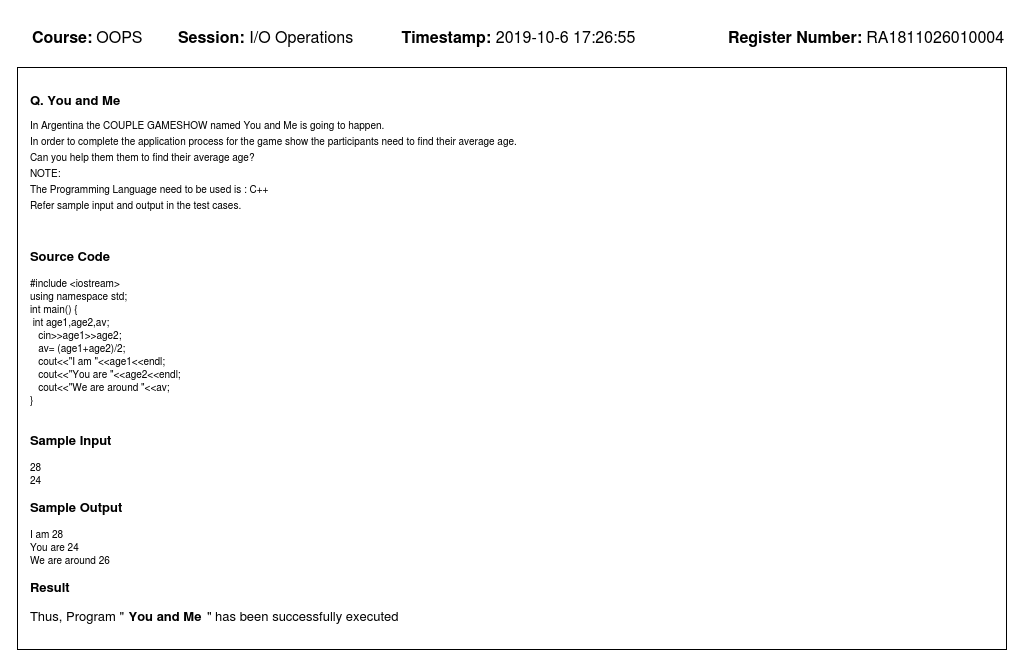 Course: OOPS Session: I/O Operations Timestamp: 2019-10-6 17:26:55 Register Number: RA1811026010004
Q. You and Me
In Argentina the COUPLE GAMESHOW named You and Me is going to happen.
In order to complete the application process for the game show the participants need to find their average age.
Can you help them them to find their average age?
NOTE:
The Programming Language need to be used is : C++
Refer sample input and output in the test cases.
Source Code
#include <iostream>
using namespace std;
int main() {
 int age1,age2,av;
   cin>>age1>>age2;
   av= (age1+age2)/2;
   cout<<"I am "<<age1<<endl;
   cout<<"You are "<<age2<<endl;
   cout<<"We are around "<<av;
}
Sample Input
28
24
Sample Output
I am 28
You are 24
We are around 26
Result
Thus, Program " You and Me " has been successfully executed